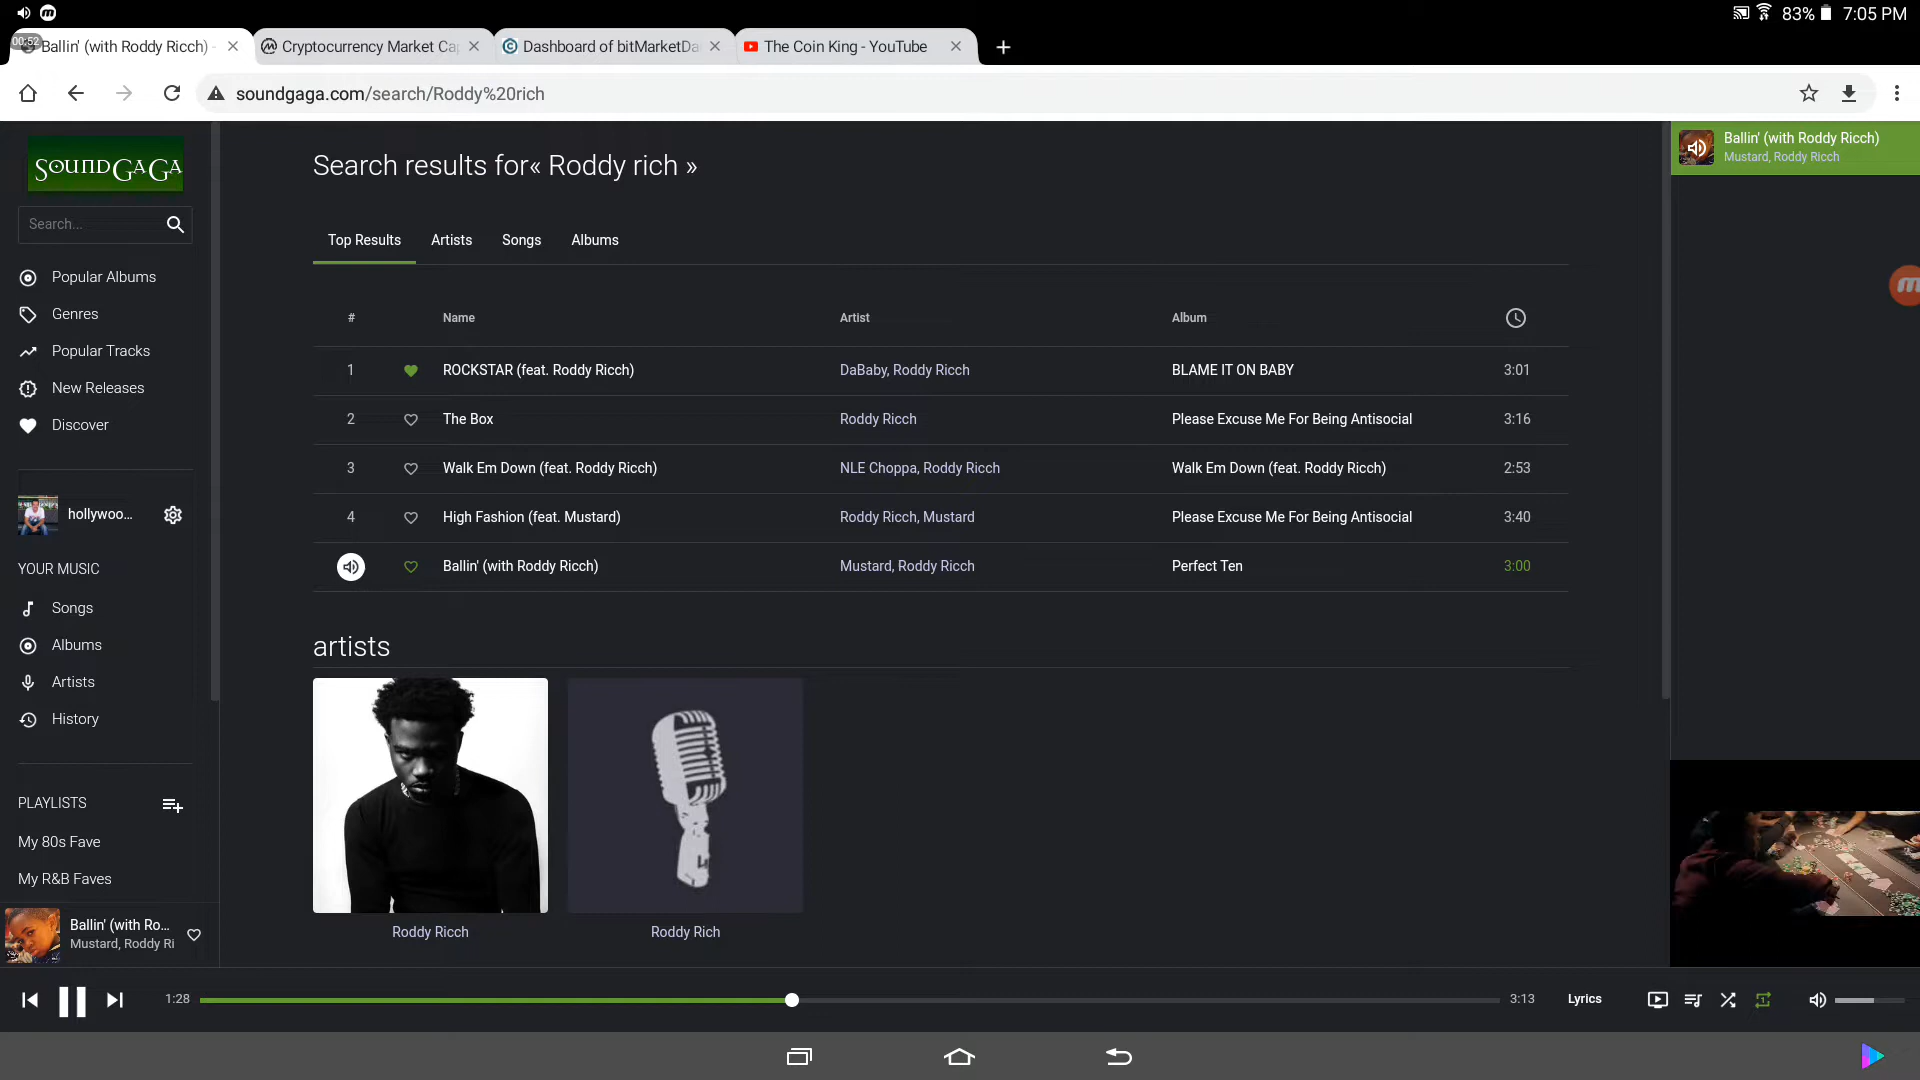 83% 7:05 PM
00:52
Ballin' (with Roddy Ricch) -
Cryptocurrency Market Ca
Dashboard of bitMarketDa
The Coin King - YouTube
soundgaga.com/search/Roddy%20rich
SOUNDGAGA
Search...
Popular Albums
Genres
Popular Tracks
New Releases
Discover
hollywoo...
YOUR MUSIC
Songs
Albums
Artists
History
PLAYLISTS
My 80s Fave
My R&B Faves
Ballin' (with Ro...
Mustard, Roddy Ri
Search results for« Roddy rich »
Top Results Artists Songs Albums
# Name Artist Album
1 ROCKSTAR (feat. Roddy Ricch) DaBaby, Roddy Ricch BLAME IT ON BABY 3:01
2 The Box Roddy Ricch Please Excuse Me For Being Antisocial 3:16
3 Walk Em Down (feat. Roddy Ricch) NLE Choppa, Roddy Ricch Walk Em Down (feat. Roddy Ricch) 2:53
4 High Fashion (feat. Mustard) Roddy Ricch, Mustard Please Excuse Me For Being Antisocial 3:40
Ballin' (with Roddy Ricch) Mustard, Roddy Ricch Perfect Ten 3:00
artists
Roddy Ricch
Roddy Rich
Ballin' (with Roddy Ricch)
Mustard, Roddy Ricch
1:28
3:13
Lyrics